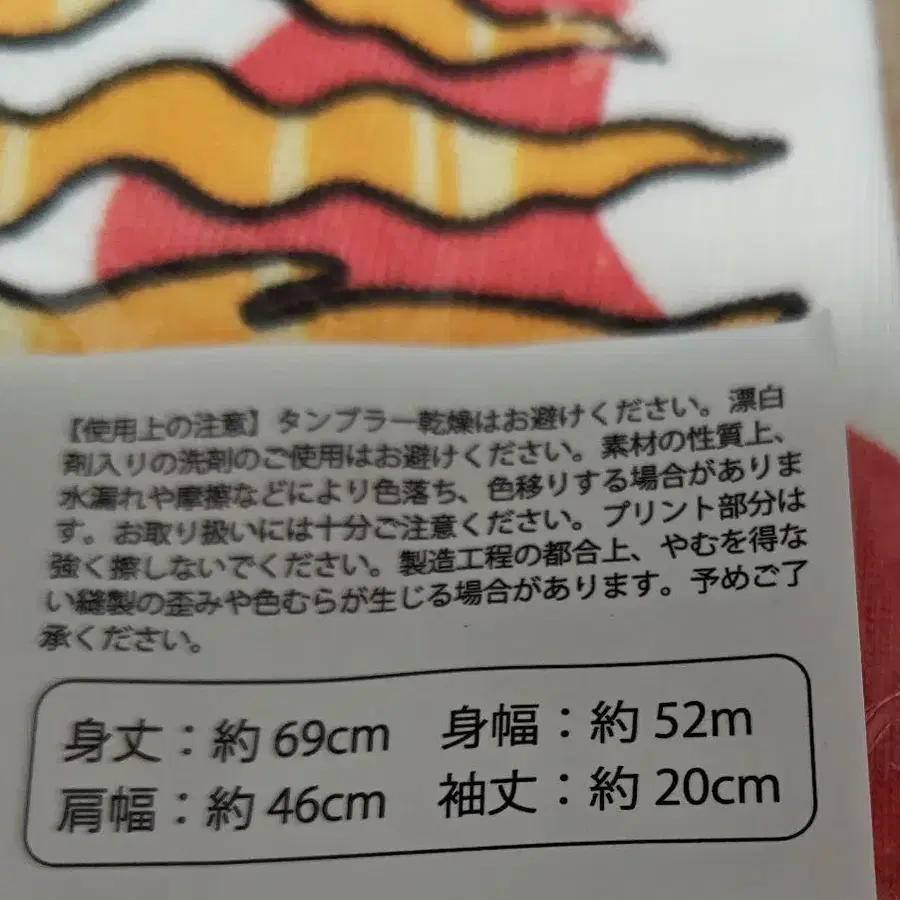 【使用上の注意】タンブラー乾燥はお避けください。漂白
剤入りの洗剤のご使用はお避けください。素材の性質上、
水漏れや摩擦などにより色落ち、色移りする場合がありま
す。お取り扱いには十分ご注意ください。プリント部分は
強く擦しないでください。製造工程の都合上、やむを得な
い縫製の歪みや色むらが生じる場合があります。予めご了
承ください。
身丈：約 69cm 身幅：約 52m
肩幅：約 46cm 袖丈：約 20cm